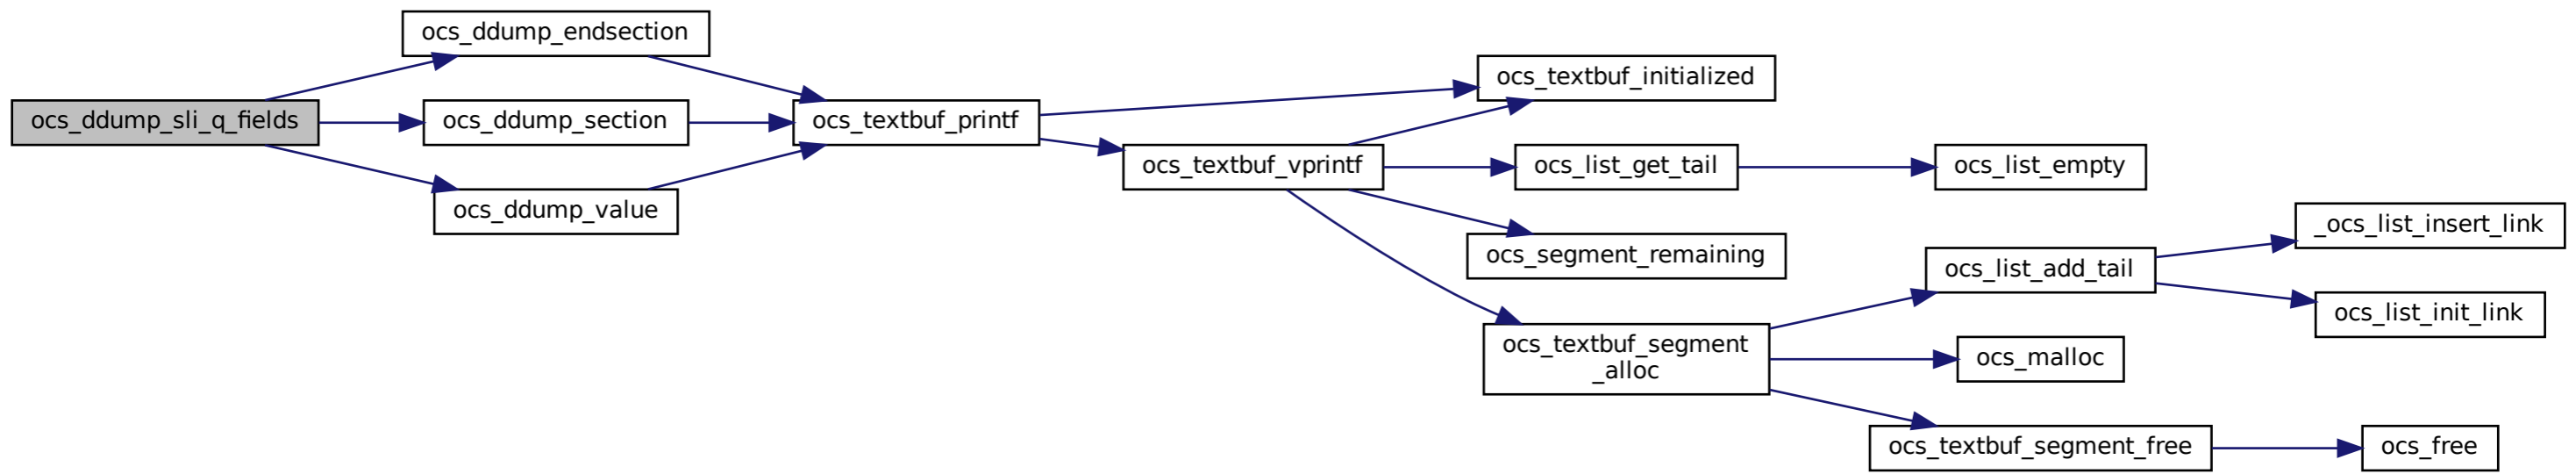 ocs_ddump_sli_q_fields
ocs_ddump_endsection
ocs_ddump_section
ocs_ddump_value
ocs_textbuf_printf
ocs_textbuf_initialized
ocs_textbuf_vprintf
ocs_list_get_tail
ocs_list_empty
ocs_segment_remaining
ocs_textbuf_segment
_alloc
ocs_list_add_tail
_ocs_list_insert_link
ocs_list_init_link
ocs_malloc
ocs_textbuf_segment_free
ocs_free